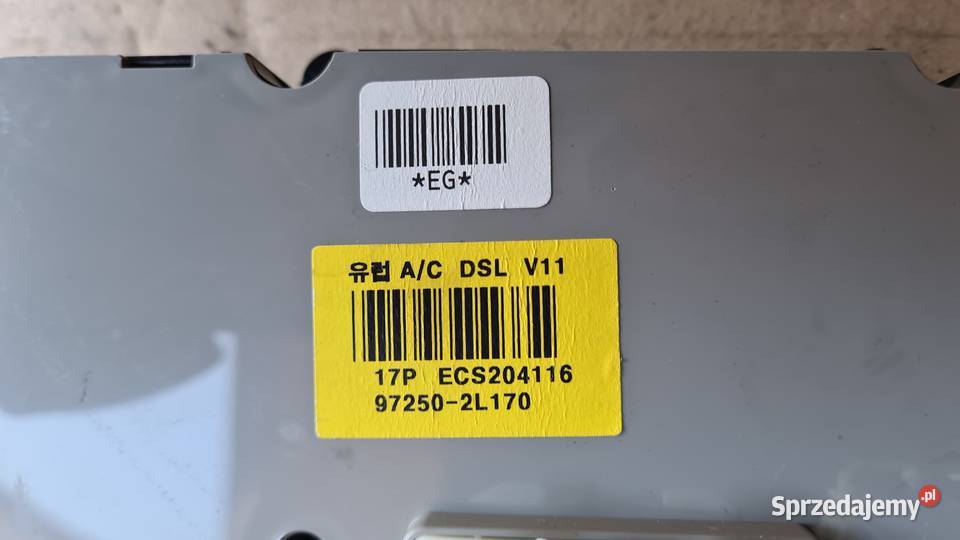 *EG*
유럽 A/C DSL V11
17P ECS204116
97250-2L170
Sprzedajemy.pl